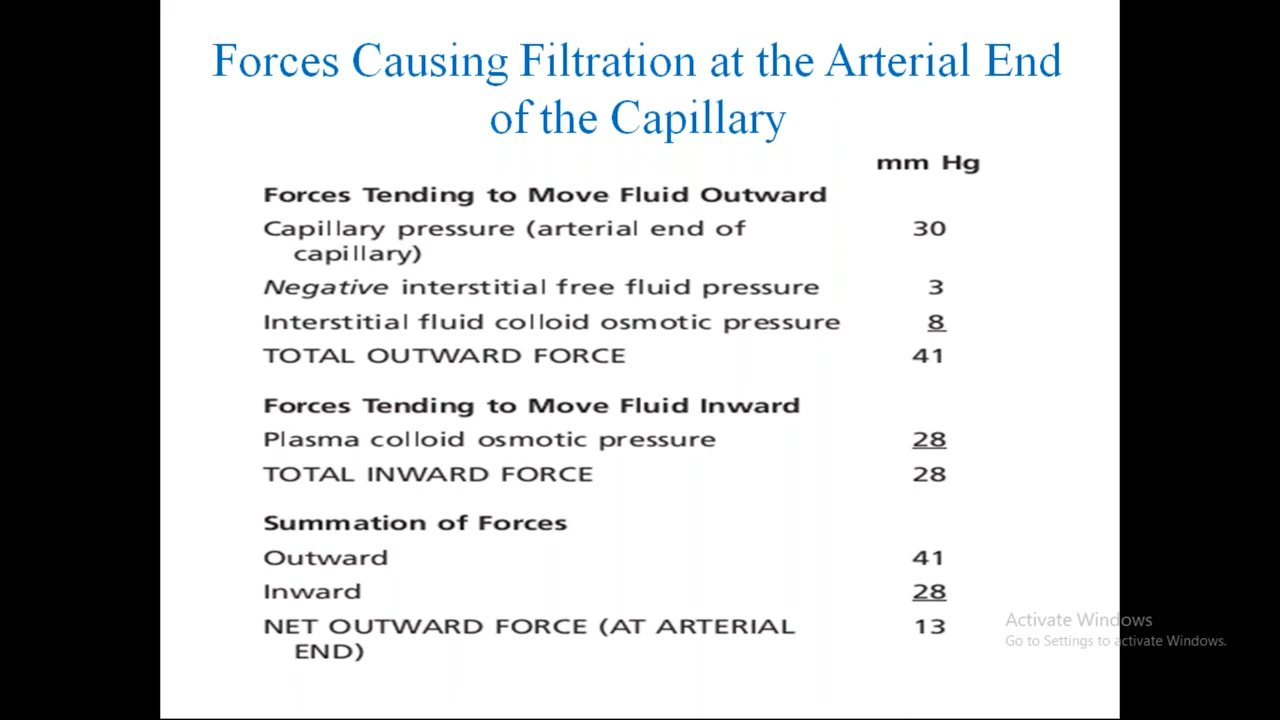 Forces Causing Filtration at the Arterial End
of the Capillary
mm Hg
Forces Tending to Move Fluid Outward
Capillary pressure (arterial end of 30
capillary)
Negative interstitial free fluid pressure 3
Interstitial fluid colloid osmotic pressure 8
TOTAL OUTWARD FORCE 41
Forces Tending to Move Fluid Inward
Plasma colloid osmotic pressure 28
TOTAL INWARD FORCE 28
Summation of Forces
Outward 41
Inward 28
NET OUTWARD FORCE (AT ARTERIAL 13
END)
Activate Windows
Go to Settings to activate Windows.